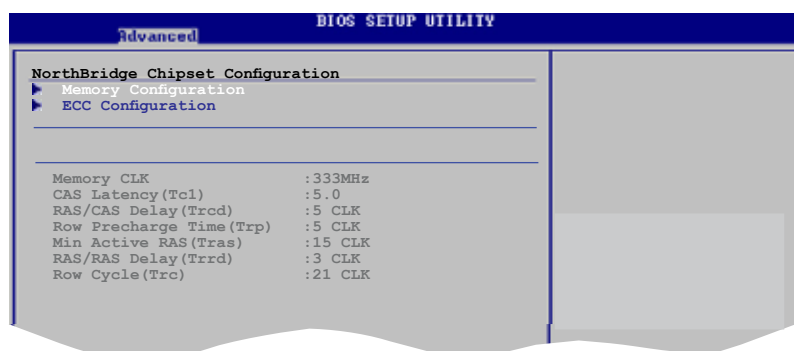 BIOS SETUP UTILITY
Advanced
NorthBridge Chipset Configuration
Memory Configuration
ECC Configuration
Memory CLK :333MHz
CAS Latency(Tcl) :5.0
RAS/CAS Delay(Trcd) :5 CLK
Row Precharge Time(Trp) :5 CLK
Min Active RAS(Tras) :15 CLK
RAS/RAS Delay(Trrd) :3 CLK
Row Cycle(Trc) :21 CLK